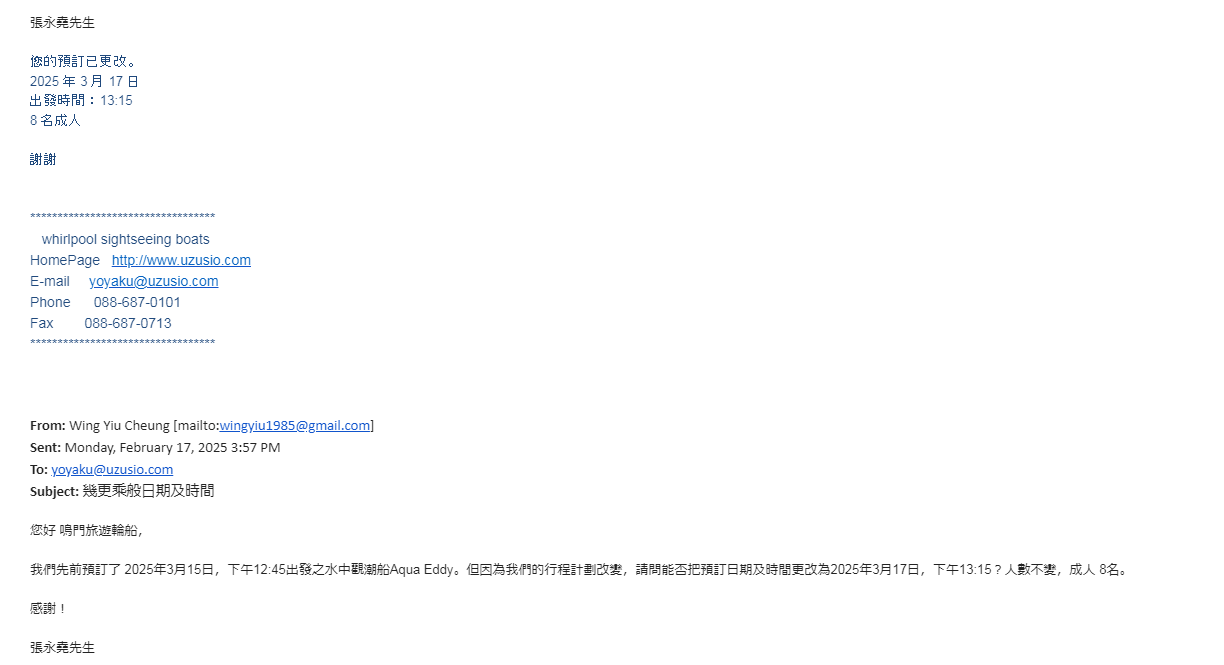 張永堯先生
您的預訂已更改。
2025 年 3 月 17 日
出發時間：13:15
8 名成人
謝謝
**********************************
whirlpool sightseeing boats
HomePage http://www.uzusio.com
E-mail yoyaku@uzusio.com
Phone 088-687-0101
Fax 088-687-0713
**********************************
From: Wing Yiu Cheung [mailto:wingyiu1985@gmail.com]
Sent: Monday, February 17, 2025 3:57 PM
To: yoyaku@uzusio.com
Subject: 幾更乘般日期及時間
您好 鳴門旅遊輪船，
我們先前預訂了 2025年3月15日，下午12:45出發之水中觀潮船Aqua Eddy。但因為我們的行程計劃改變，請問能否把預訂日期及時間更改為2025年3月17日，下午13:15？人數不變，成人 8名。
感謝！
張永堯先生